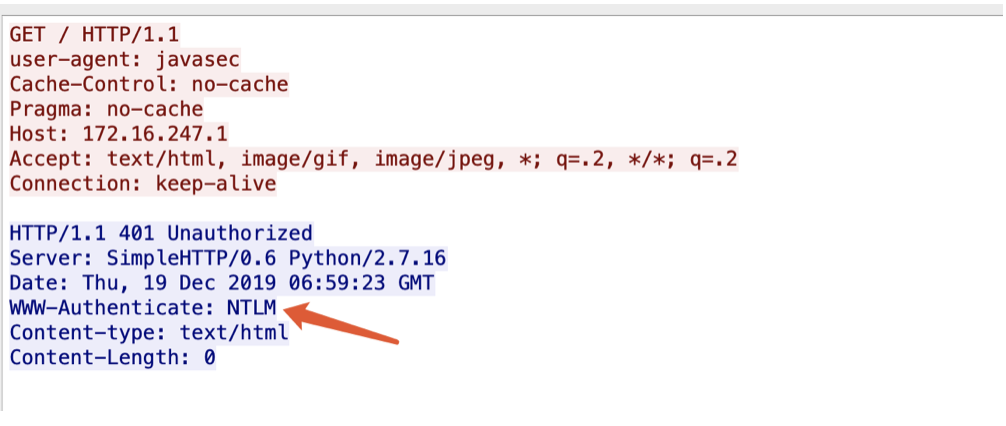 GET / HTTP/1.1
user-agent: javasec
Cache-Control: no-cache
Pragma: no-cache
Host: 172.16.247.1
Accept: text/html, image/gif, image/jpeg, *; q=.2, */*; q=.2
Connection: keep-alive
HTTP/1.1 401 Unauthorized
Server: SimpleHTTP/0.6 Python/2.7.16
Date: Thu, 19 Dec 2019 06:59:23 GMT
WWW-Authenticate: NTLM
Content-type: text/html
Content-Length: 0